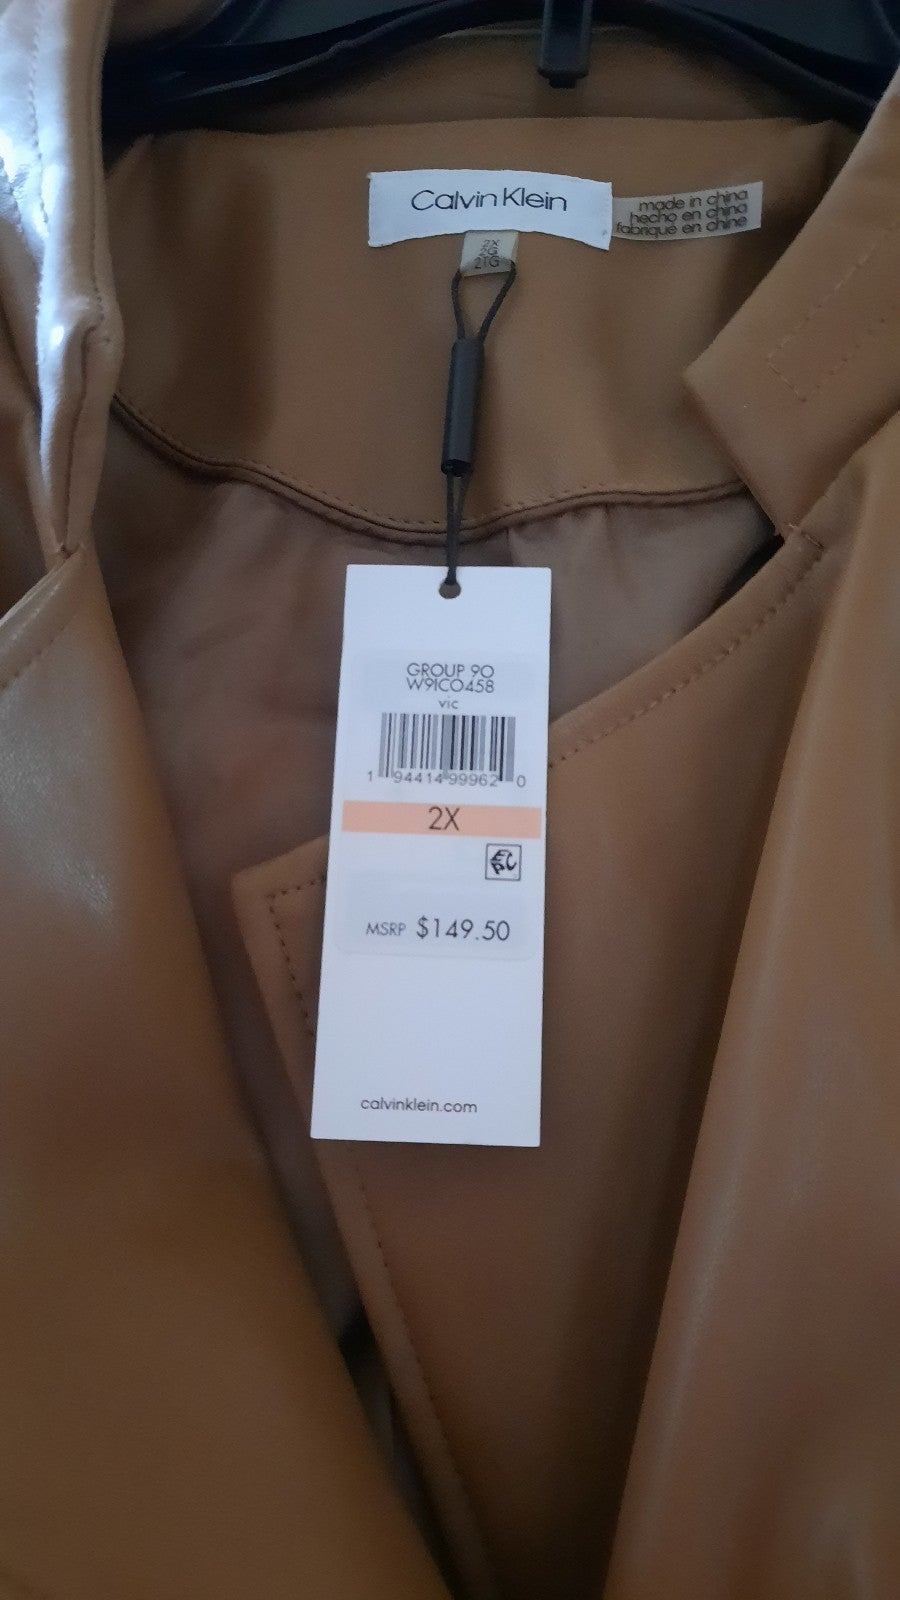 Calvin Klein
made in china
hecho en china
fabriqué en chine
2X
2G
2TG
GROUP 90
W91CO458
vic
1 94414 99962 0
2X
MSRP $149.50
calvinklein.com